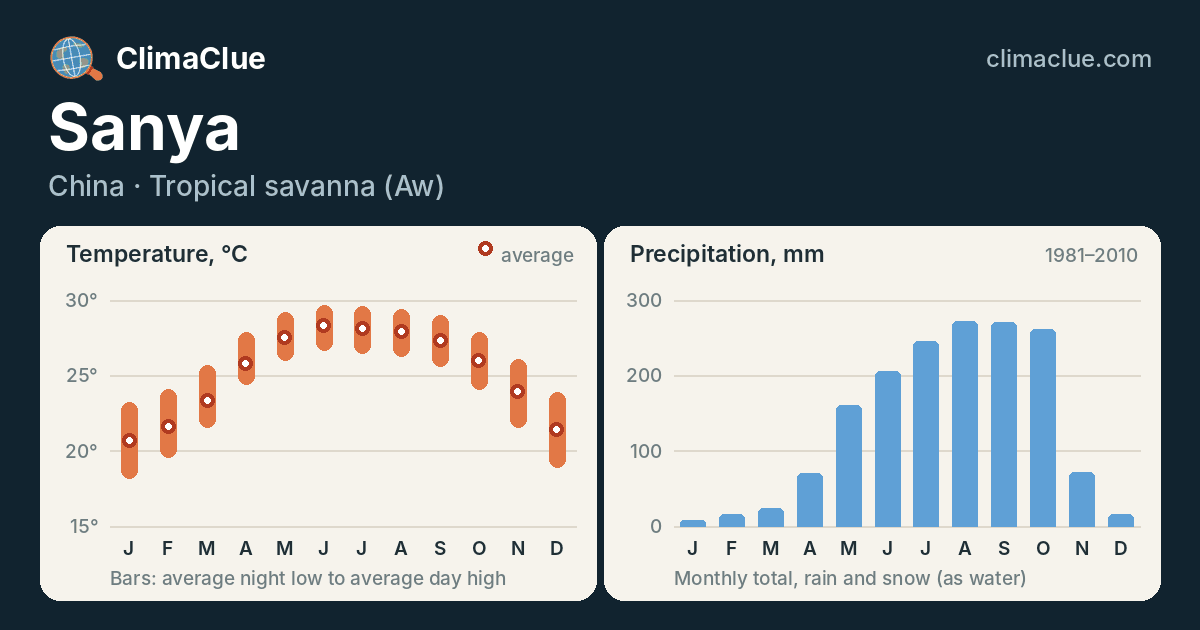 ClimaClue
climaclue.com
Sanya
China · Tropical savanna (Aw)
Temperature, °C
average
30°
25°
20°
15°
J F M A M J J A S O N D
Bars: average night low to average day high
Precipitation, mm
1981–2010
300
200
100
0
J F M A M J J A S O N D
Monthly total, rain and snow (as water)